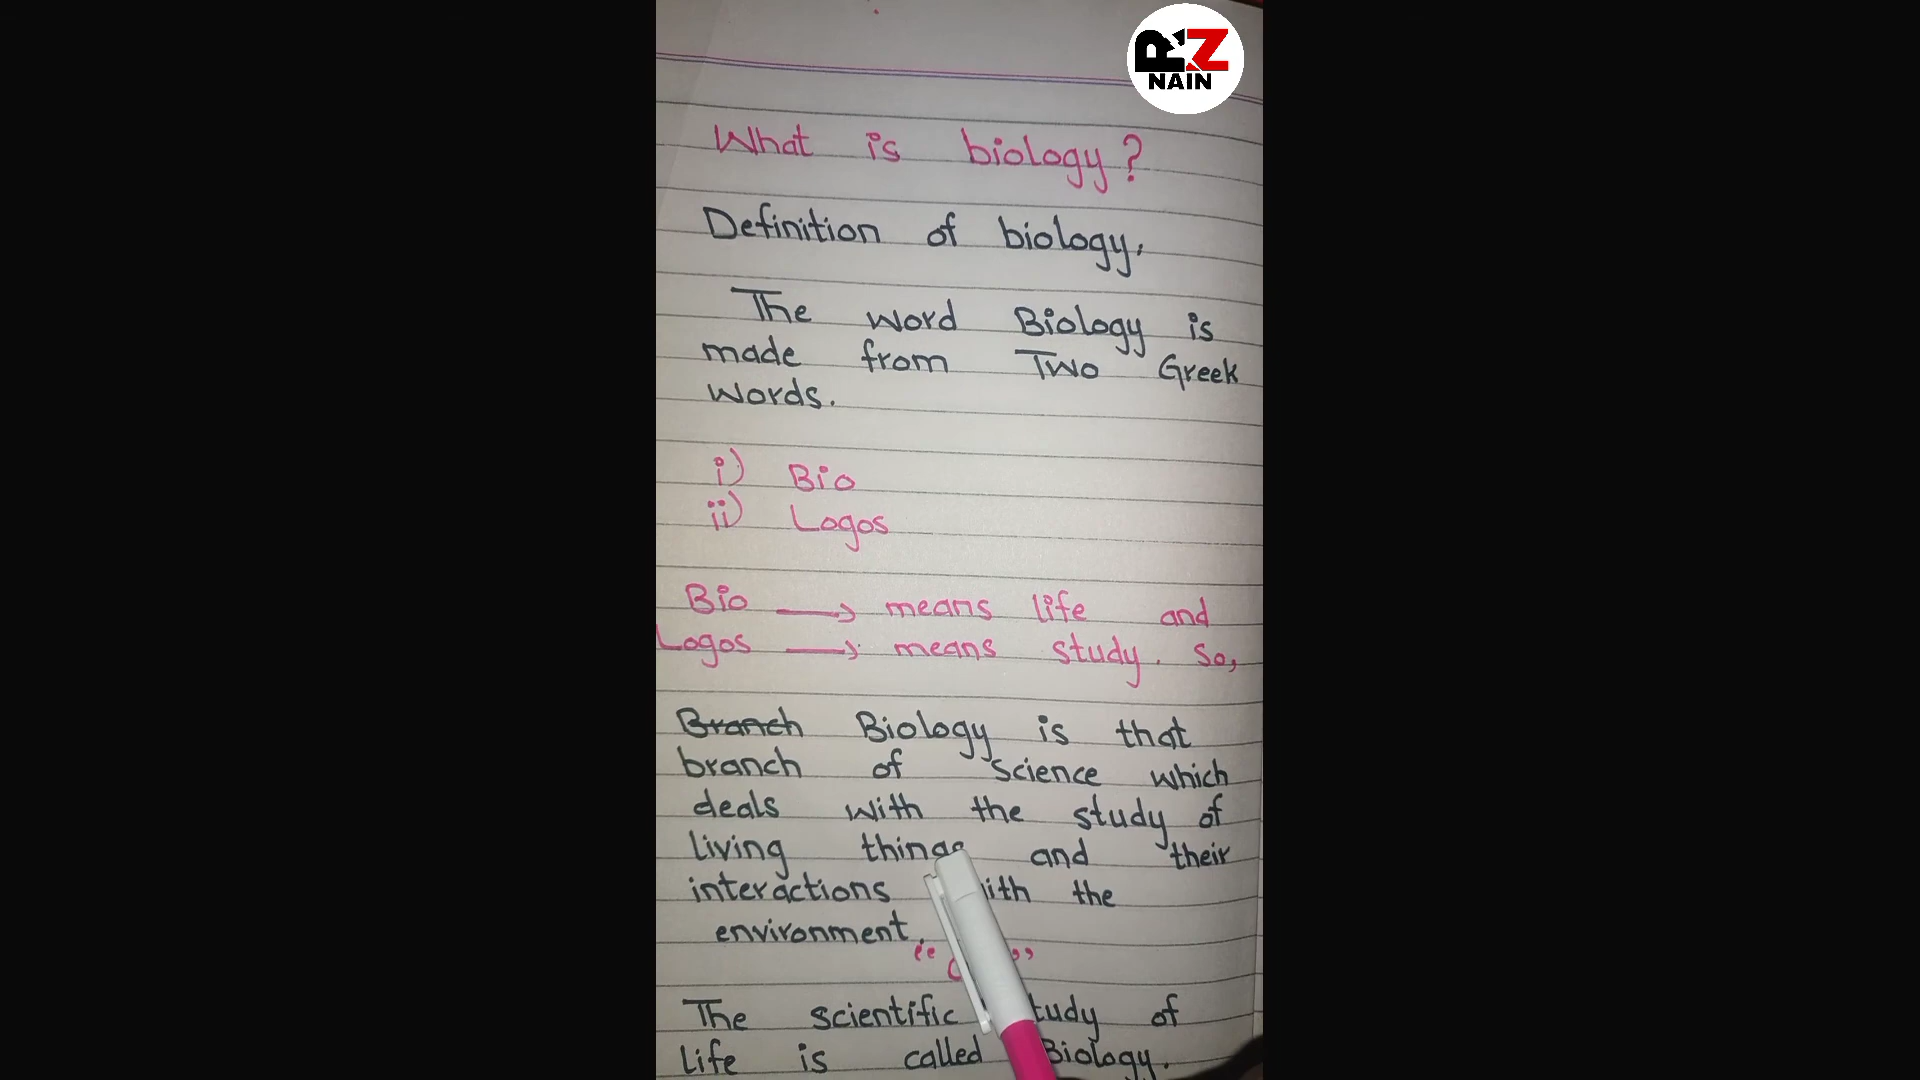 RZ
NAIN
What is biology?
Definition of biology.
The word Biology is
made from Two Greek
words.
i) Bio
ii) Logos
Bio → means life and
Logos → means study. So,
Branch Biology is that
branch of science which
deals with the study of
living things and their
interactions the
environment.
The scientific of
life is called Biology.